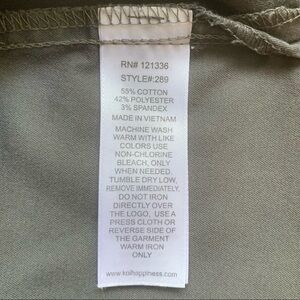 RN# 121336
STYLE#:289
55% COTTON
42% POLYESTER
3% SPANDEX
MADE IN VIETNAM
MACHINE WASH
WARM WITH LIKE
COLORS USE
NON-CHLORINE
BLEACH, ONLY
WHEN NEEDED,
TUMBLE DRY LOW,
REMOVE IMMEDIATELY,
DO NOT IRON
DIRECTLY OVER
THE LOGO, USE A
PRESS CLOTH OR
REVERSE SIDE OF
THE GARMENT
WARM IRON
ONLY
www.koihappiness.com